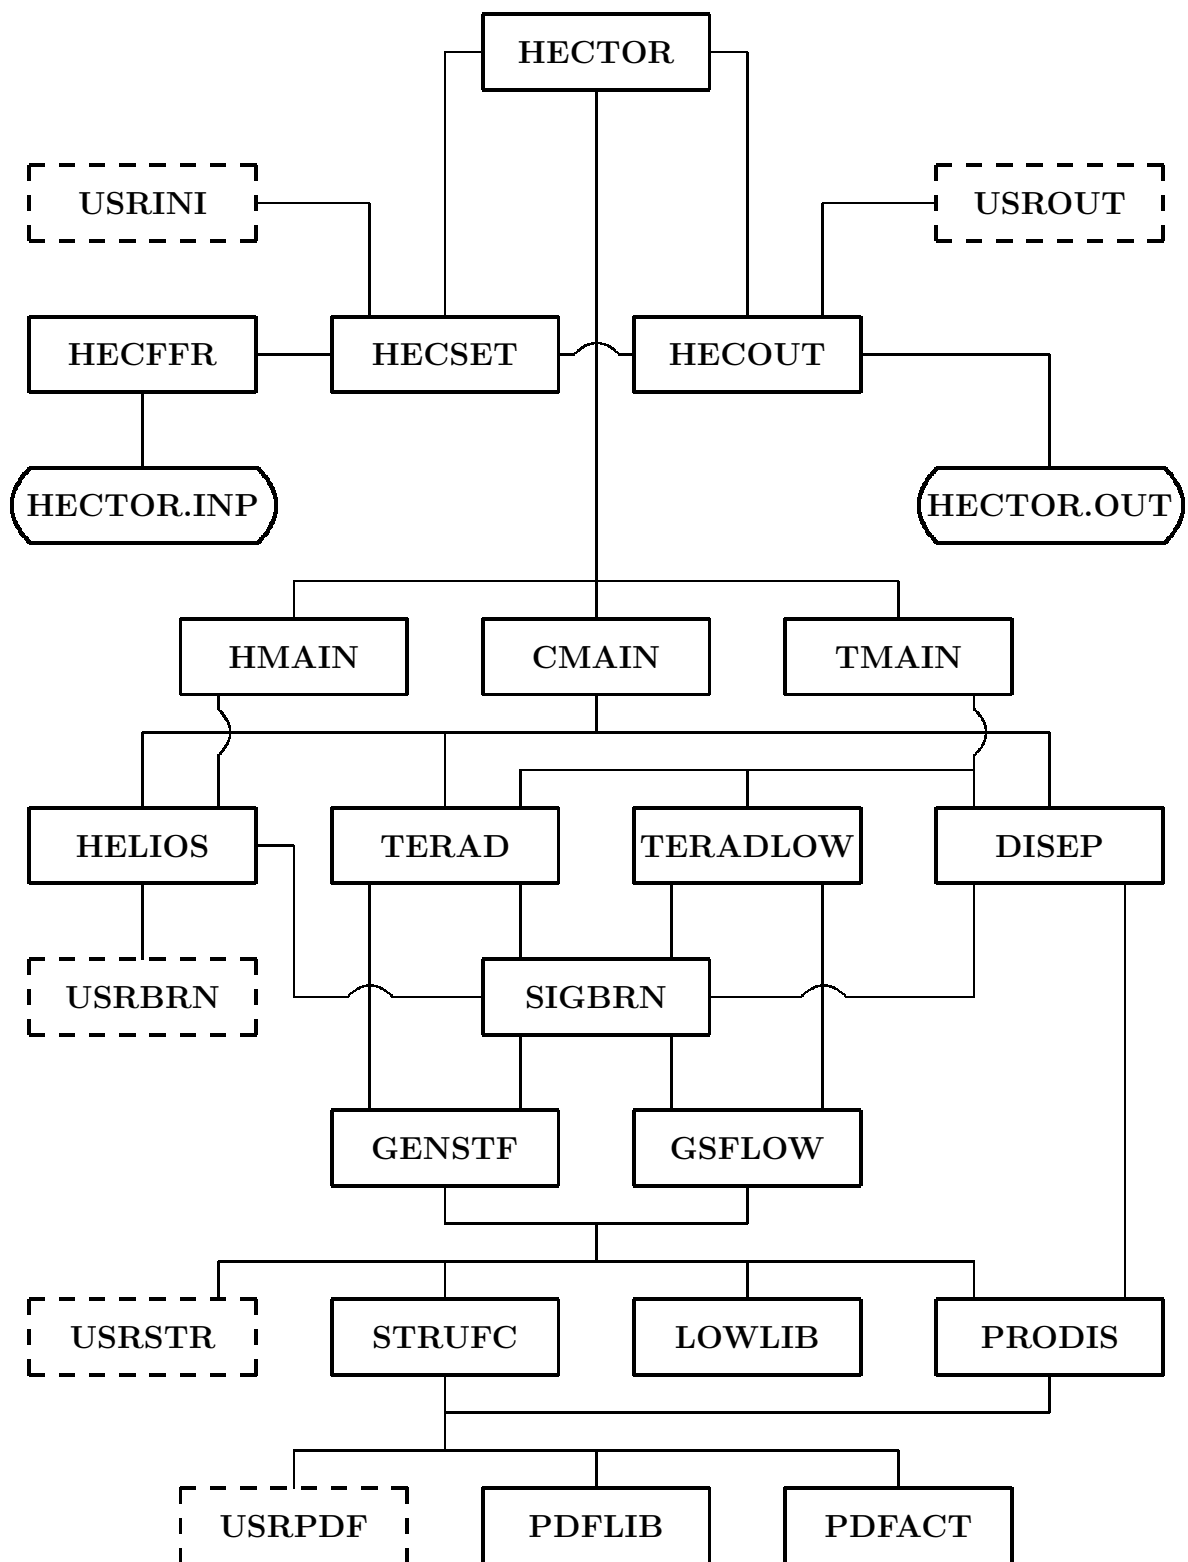 HECTOR
USRINI
USROUT
HECFFR
HECSET
HECOUT
HECTOR.INP
HECTOR.OUT
HMAIN
CMAIN
TMAIN
HELIOS
TERAD
TERADLOW
DISEP
USRBRN
SIGBRN
GENSTF
GSFLOW
USRSTR
STRUFC
LOWLIB
PRODIS
USRPDF
PDFLIB
PDFACT